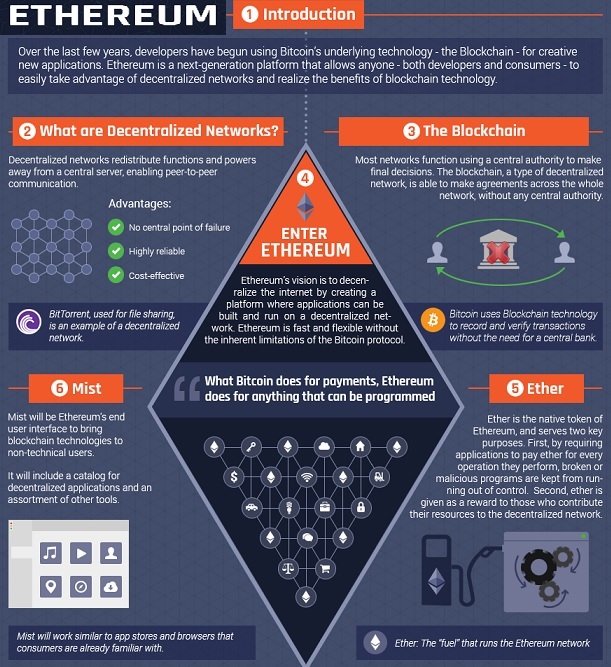 ETHEREUM
1 Introduction
Over the last few years, developers have begun using Bitcoin's underlying technology - the Blockchain - for creative
new applications. Ethereum is a next-generation platform that allows anyone - both developers and consumers - to
easily take advantage of decentralized networks and realize the benefits of blockchain technology.
2 What are Decentralized Networks?
Decentralized networks redistribute functions and powers
away from a central server, enabling peer-to-peer
communication.
Advantages:
No central point of failure
Highly reliable
Cost-effective
BitTorrent, used for file sharing,
is an example of a decentralized
network.
3 The Blockchain
Most networks function using a central authority to make
final decisions. The blockchain, a type of decentralized
network, is able to make agreements across the whole
network, without any central authority.
Bitcoin uses Blockchain technology
to record and verify transactions
without the need for a central bank.
4
ENTER
ETHEREUM
Ethereum's vision is to decen-
ralize the internet by creating a
platform where applications can be
built and run on a decentralized net-
work. Ethereum is fast and flexible without
the inherent limitations of the Bitcoin protocol.
What Bitcoin does for payments, Ethereum
does for anything that can be programmed
5 Ether
Ether is the native token of
Ethereum, and serves two key
purposes. First, by requiring
applications to pay ether for every
operation they perform, broken or
malicious programs are kept from run-
ning out of control. Second, ether is
given as a reward to those who contribute
their resources to the decentralized network.
Ether: The "fuel" that runs the Ethereum network
6 Mist
Mist will be Ethereum's end
user interface to bring
blockchain technologies to
non-technical users.
It will include a catalog for
decentralized applications and an
assortment of other tools.
Mist will work similar to app stores and browsers that
consumers are already familiar with.